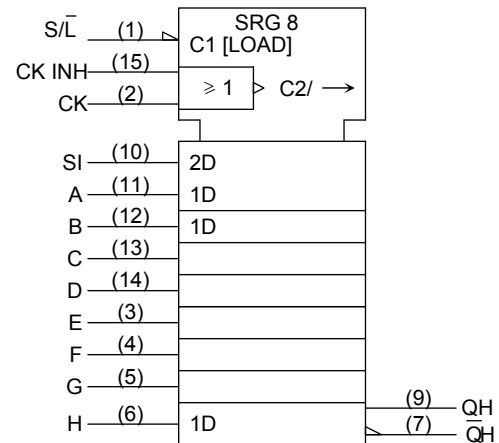 SRG 8
S/L̅ (1) C1 [LOAD]
CK INH (15)
≥ 1 C2/ →
CK (2)
SI (10) 2D
A (11) 1D
B (12) 1D
C (13)
D (14)
E (3)
F (4)
G (5)
(9) QH
H (6) 1D (7) Q̅H